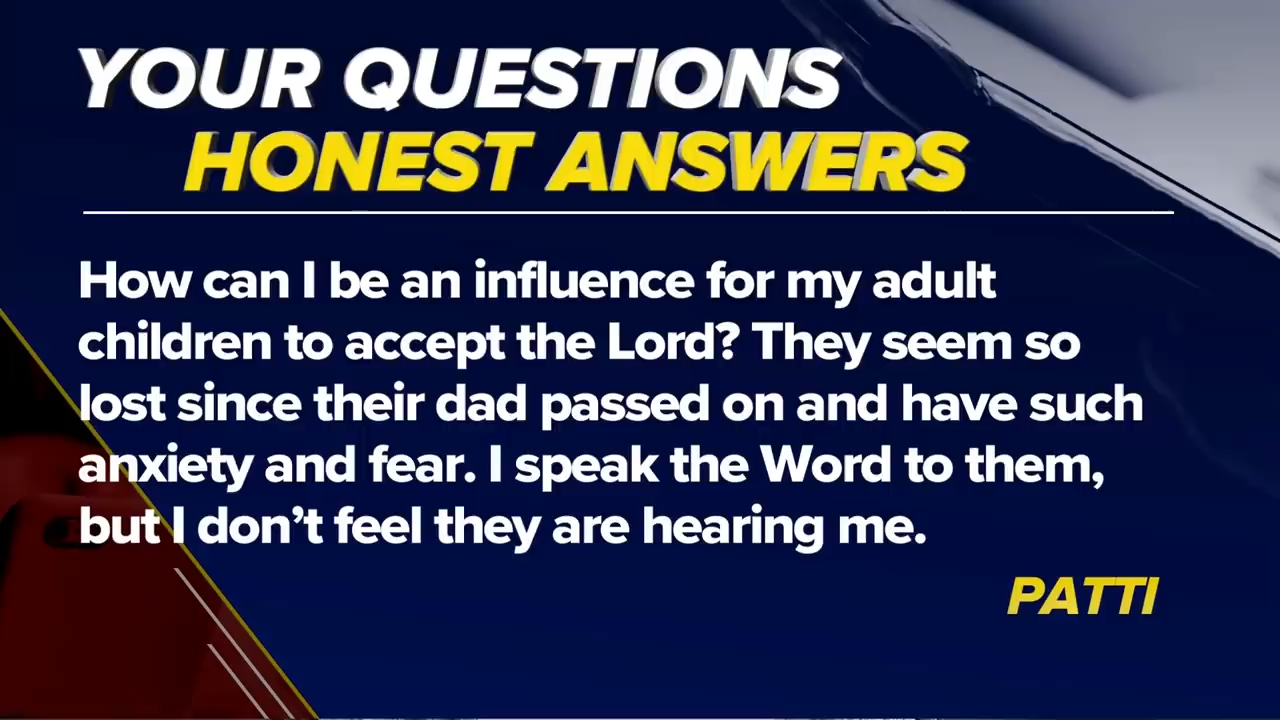 YOUR QUESTIONS
HONEST ANSWERS
How can I be an influence for my adult
children to accept the Lord? They seem so
lost since their dad passed on and have such
anxiety and fear. I speak the Word to them,
but I don’t feel they are hearing me.
PATTI